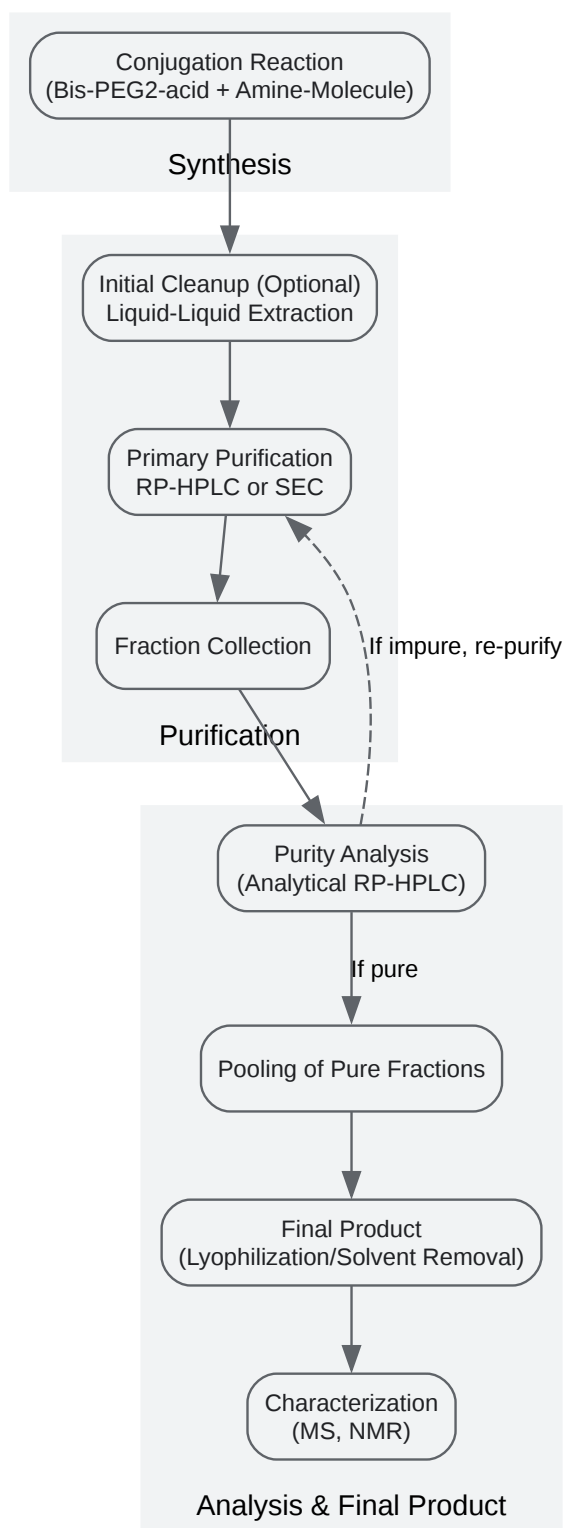 Conjugation Reaction
(Bis-PEG2-acid + Amine-Molecule)
Synthesis
Initial Cleanup (Optional)
Liquid-Liquid Extraction
Primary Purification
RP-HPLC or SEC
Fraction Collection
If impure, re-purify
Purification
Purity Analysis
(Analytical RP-HPLC)
If pure
Pooling of Pure Fractions
Final Product
(Lyophilization/Solvent Removal)
Characterization
(MS, NMR)
Analysis & Final Product